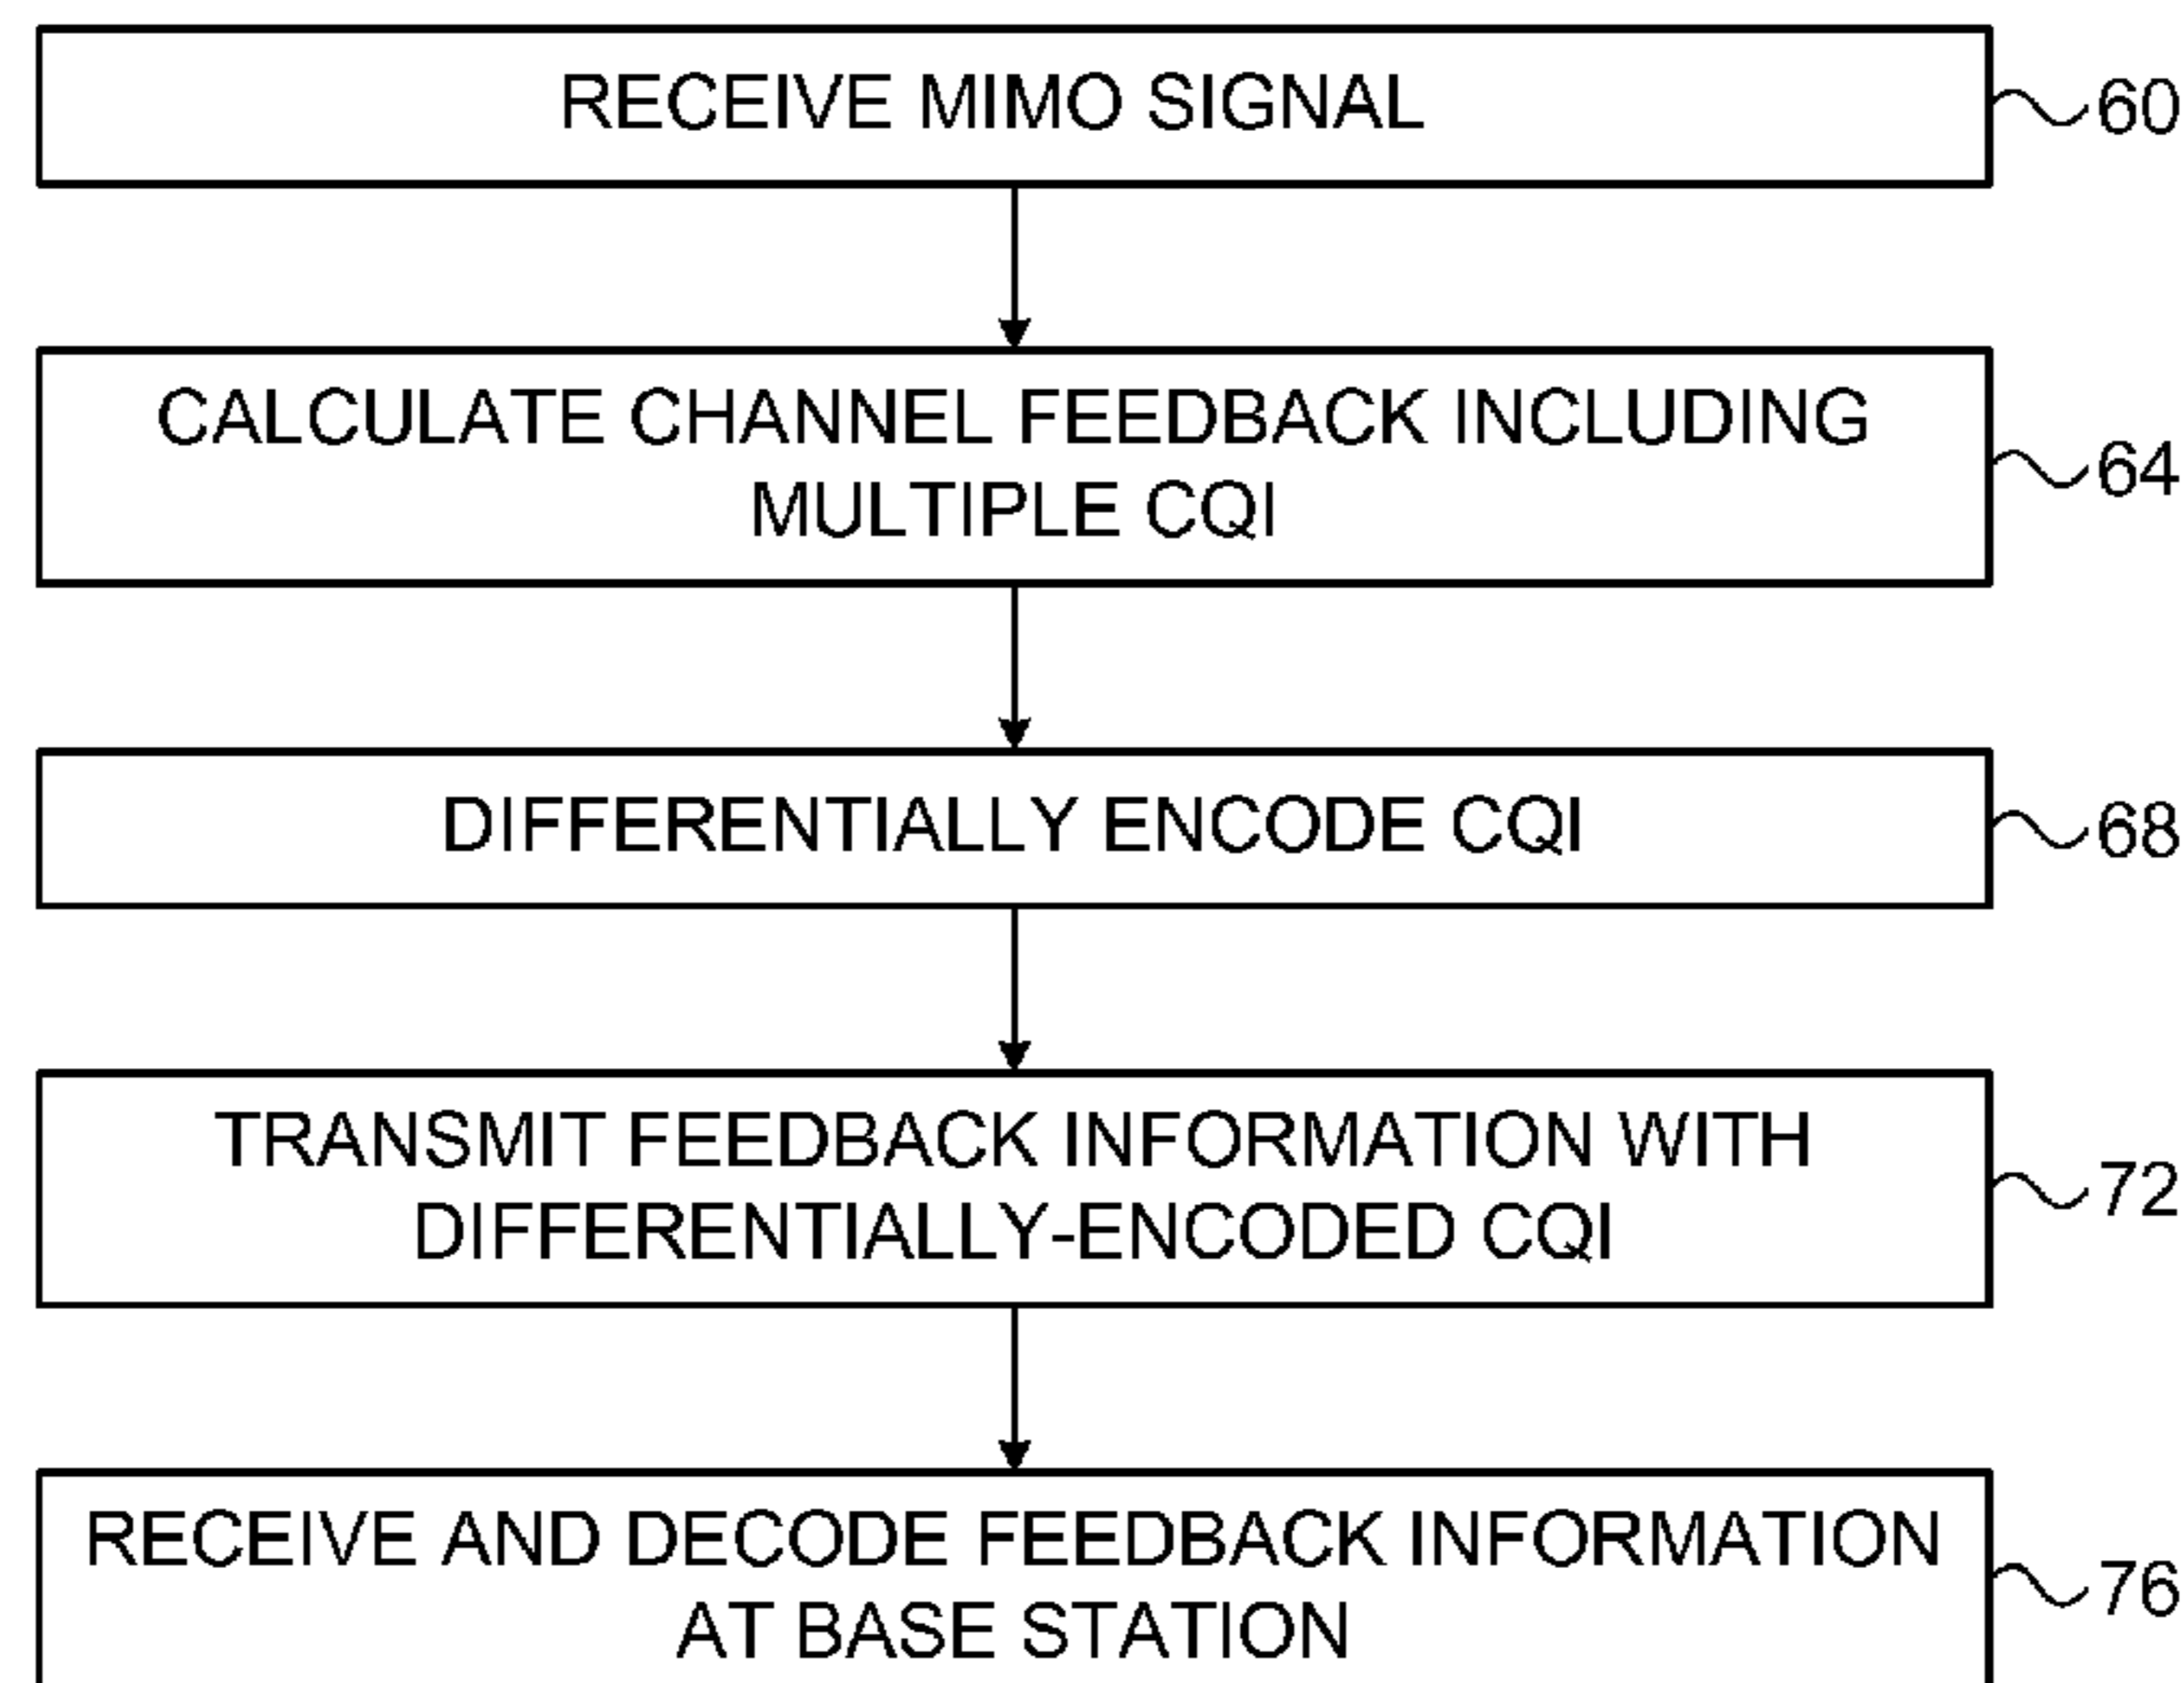 RECEIVE MIMO SIGNAL
60
CALCULATE CHANNEL FEEDBACK INCLUDING
MULTIPLE CQI
64
DIFFERENTIALLY ENCODE CQI
68
TRANSMIT FEEDBACK INFORMATION WITH
DIFFERENTIALLY-ENCODED CQI
72
RECEIVE AND DECODE FEEDBACK INFORMATION
AT BASE STATION
76